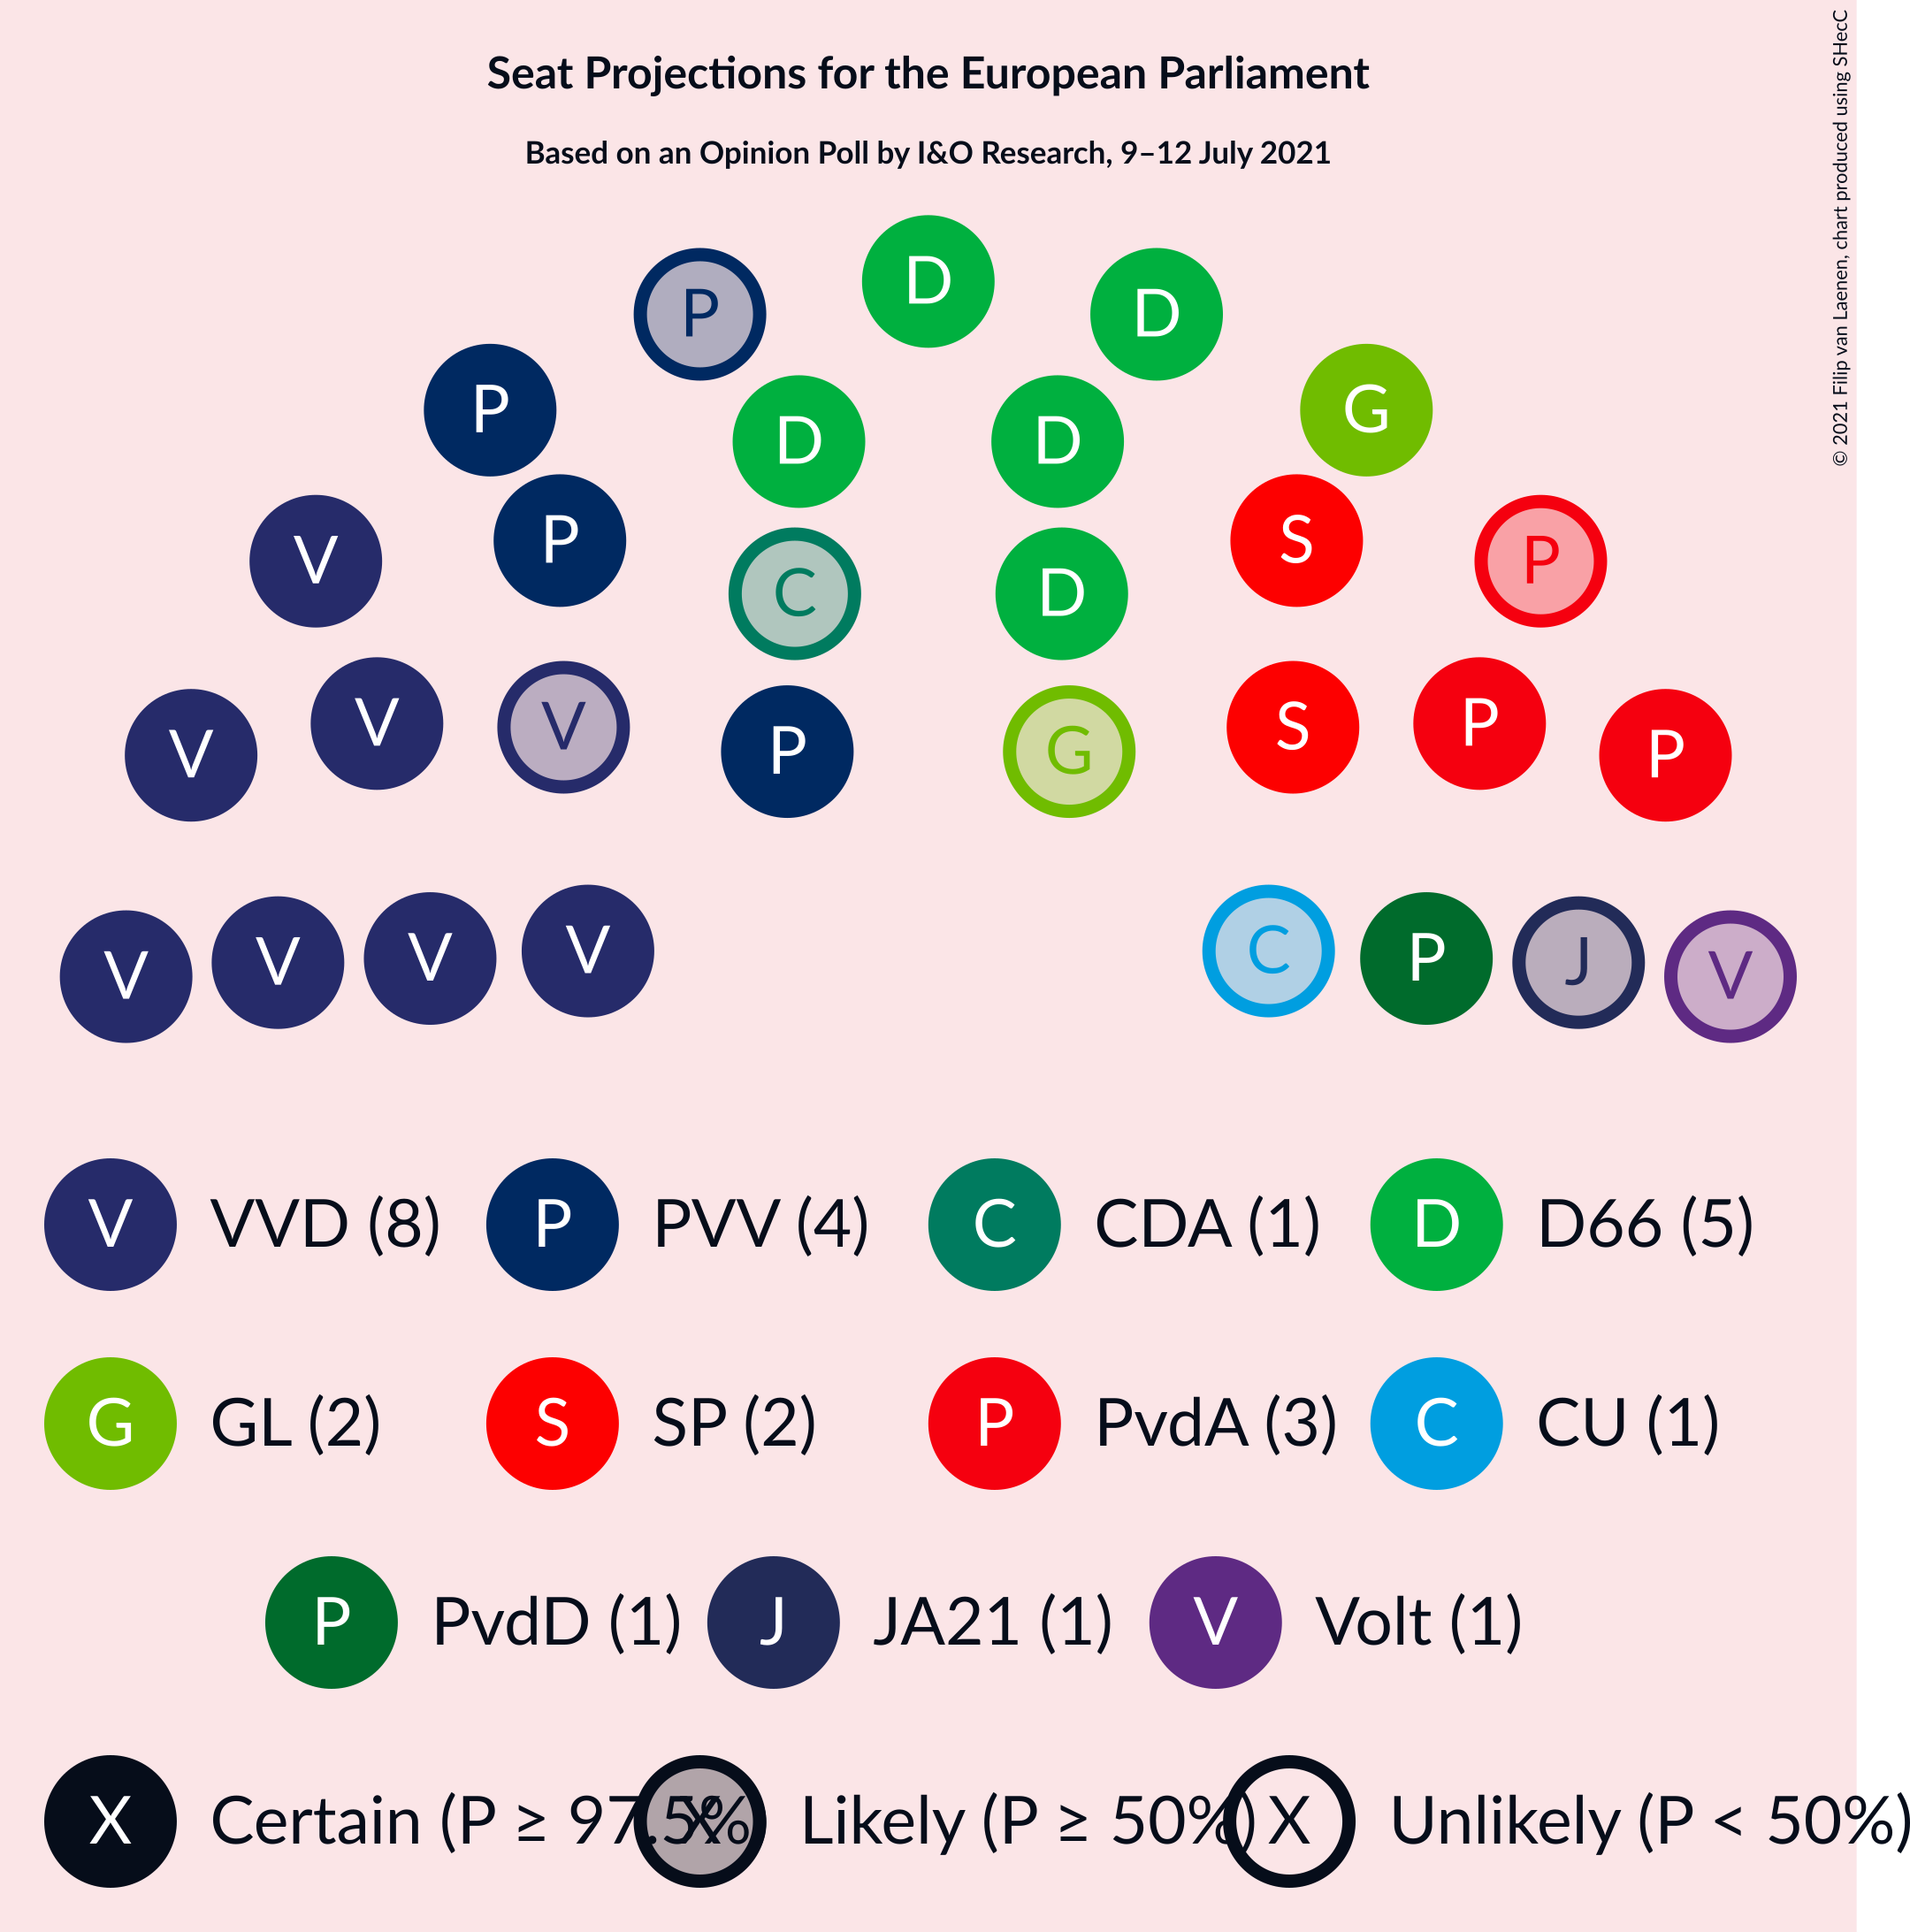 Seat Projections for the European Parliament
Based on an Opinion Poll by I&O Research, 9–12 July 2021
© 2021 Filip van Laenen, chart produced using SHecC
D
P D
P G
D D
V P S P
C D
V V V P G S P P
V V V V C P J V
V VVD (8) P PVV (4) C CDA (1) D D66 (5)
G GL (2) S SP (2) P PvdA (3) C CU (1)
P PvdD (1) J JA21 (1) V Volt (1)
X Certain (P ≥ 97.5% X Likely (P ≥ 50%) X Unlikely (P < 50%)